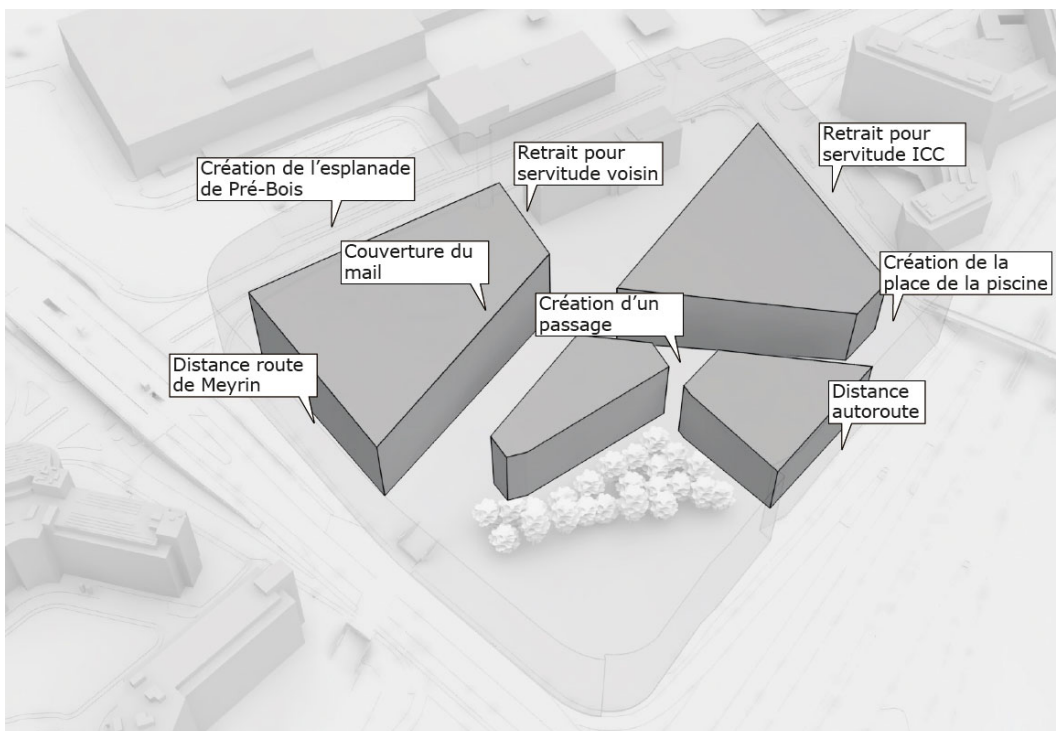 Création de l’esplanade
de Pré-Bois
Retrait pour
servitude voisin
Retrait pour
servitude ICC
Couverture du
mail
Création de la
place de la piscine
Création d’un
passage
Distance route
de Meyrin
Distance
autoroute